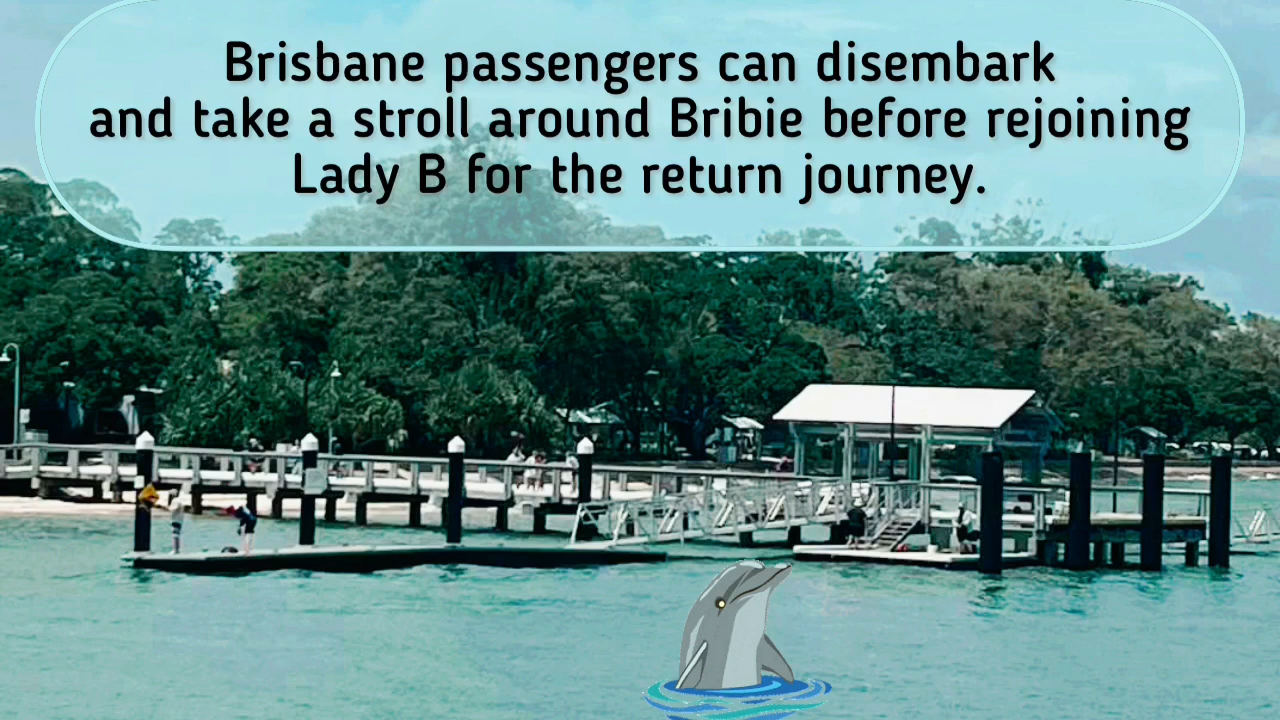 Brisbane passengers can disembark
and take a stroll around Bribie before rejoining
Lady B for the return journey.